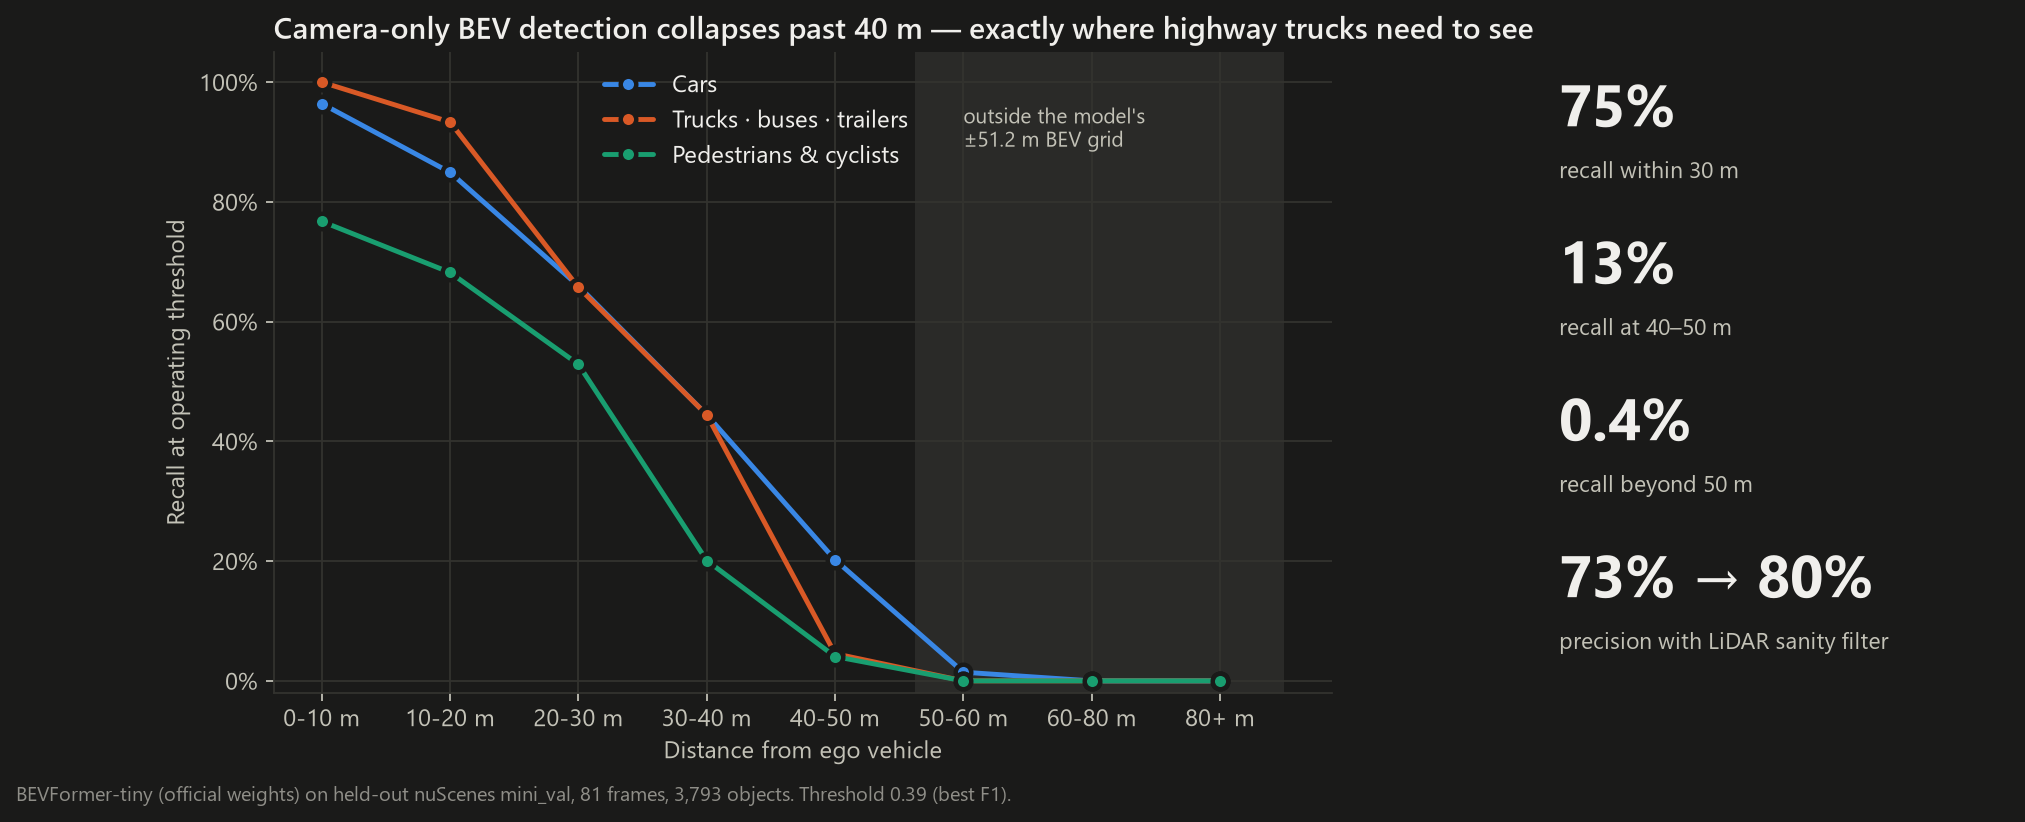 Camera-only BEV detection collapses past 40 m — exactly where highway trucks need to see
Cars
Trucks · buses · trailers
Pedestrians & cyclists
outside the model's
±51.2 m BEV grid
Recall at operating threshold
100%
80%
60%
40%
20%
0%
0-10 m
10-20 m
20-30 m
30-40 m
40-50 m
50-60 m
60-80 m
80+ m
Distance from ego vehicle
75%
recall within 30 m
13%
recall at 40–50 m
0.4%
recall beyond 50 m
73% → 80%
precision with LiDAR sanity filter
BEVFormer-tiny (official weights) on held-out nuScenes mini_val, 81 frames, 3,793 objects. Threshold 0.39 (best F1).